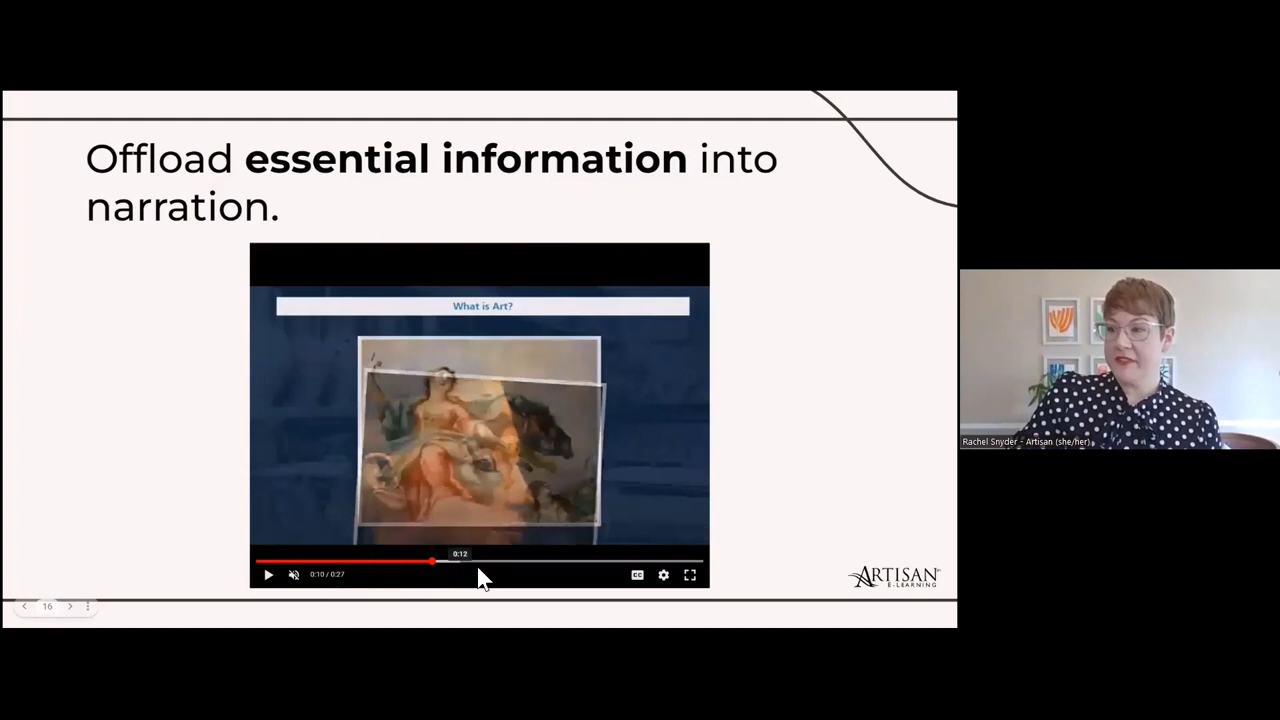 Offload essential information into
narration.
What is Art?
0:12
0:10 / 0:27
CC
16
ARTISAN
E-LEARNING
Rachel Snyder - Artisan (she/her)